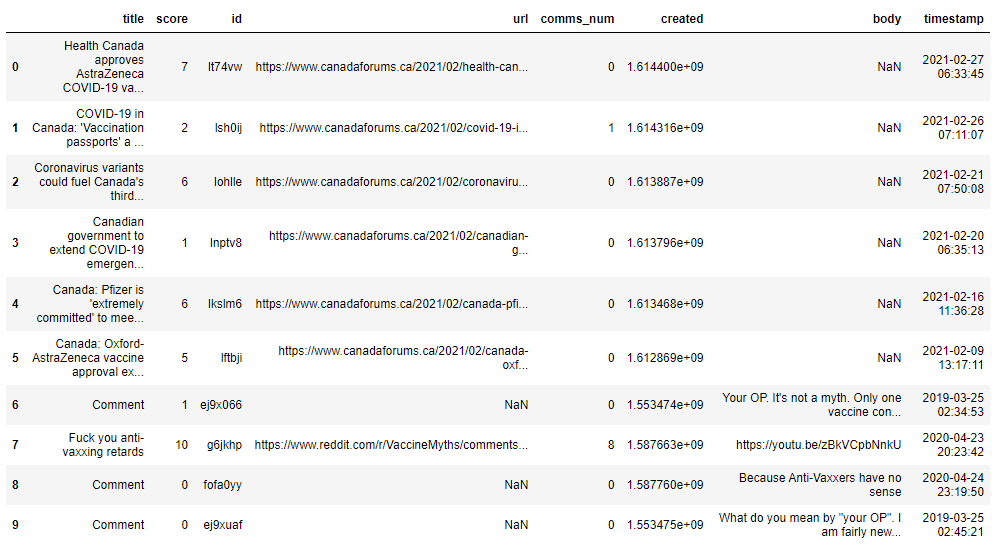 title score id url comms_num created body timestamp
0 Health Canada approves AstraZeneca COVID-19 va... 7 lt74vw https://www.canadaforums.ca/2021/02/health-can... 0 1.614400e+09 NaN 2021-02-27 06:33:45
1 COVID-19 in Canada: 'Vaccination passports' a ... 2 lsh0ij https://www.canadaforums.ca/2021/02/covid-19-i... 1 1.614316e+09 NaN 2021-02-26 07:11:07
2 Coronavirus variants could fuel Canada's third... 6 lohlle https://www.canadaforums.ca/2021/02/coronaviru... 0 1.613887e+09 NaN 2021-02-21 07:50:08
3 Canadian government to extend COVID-19 emergen... 1 lnptv8 https://www.canadaforums.ca/2021/02/canadian-g... 0 1.613796e+09 NaN 2021-02-20 06:35:13
4 Canada: Pfizer is 'extremely committed' to mee... 6 lkslm6 https://www.canadaforums.ca/2021/02/canada-pfi... 0 1.613468e+09 NaN 2021-02-16 11:36:28
5 Canada: Oxford-AstraZeneca vaccine approval ex... 5 lftbji https://www.canadaforums.ca/2021/02/canada-oxf... 0 1.612869e+09 NaN 2021-02-09 13:17:11
6 Comment 1 ej9x066 NaN 0 1.553474e+09 Your OP. It's not a myth. Only one vaccine con... 2019-03-25 02:34:53
7 Fuck you anti-vaxxing retards 10 g6jkhp https://www.reddit.com/r/VaccineMyths/comments... 8 1.587663e+09 https://youtu.be/zBkVCpbNnkU 2020-04-23 20:23:42
8 Comment 0 fofa0yy NaN 0 1.587760e+09 Because Anti-Vaxxers have no sense 2020-04-24 23:19:50
9 Comment 0 ej9xuaf NaN 0 1.553475e+09 What do you mean by "your OP". I am fairly new... 2019-03-25 02:45:21